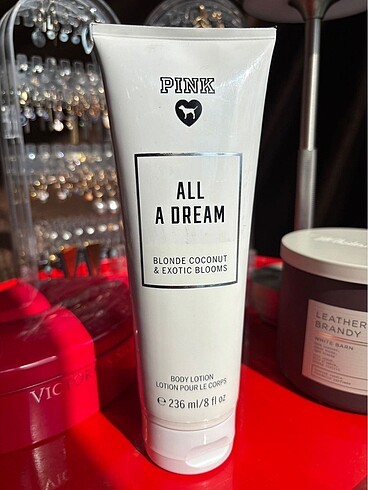 PINK
ALL
A DREAM
BLONDE COCONUT
& EXOTIC BLOOMS
BODY LOTION
LOTION POUR LE CORPS
℮ 236 ml/8 fl oz
VICTOR
LEATHER
BRANDY
WHITE BARN